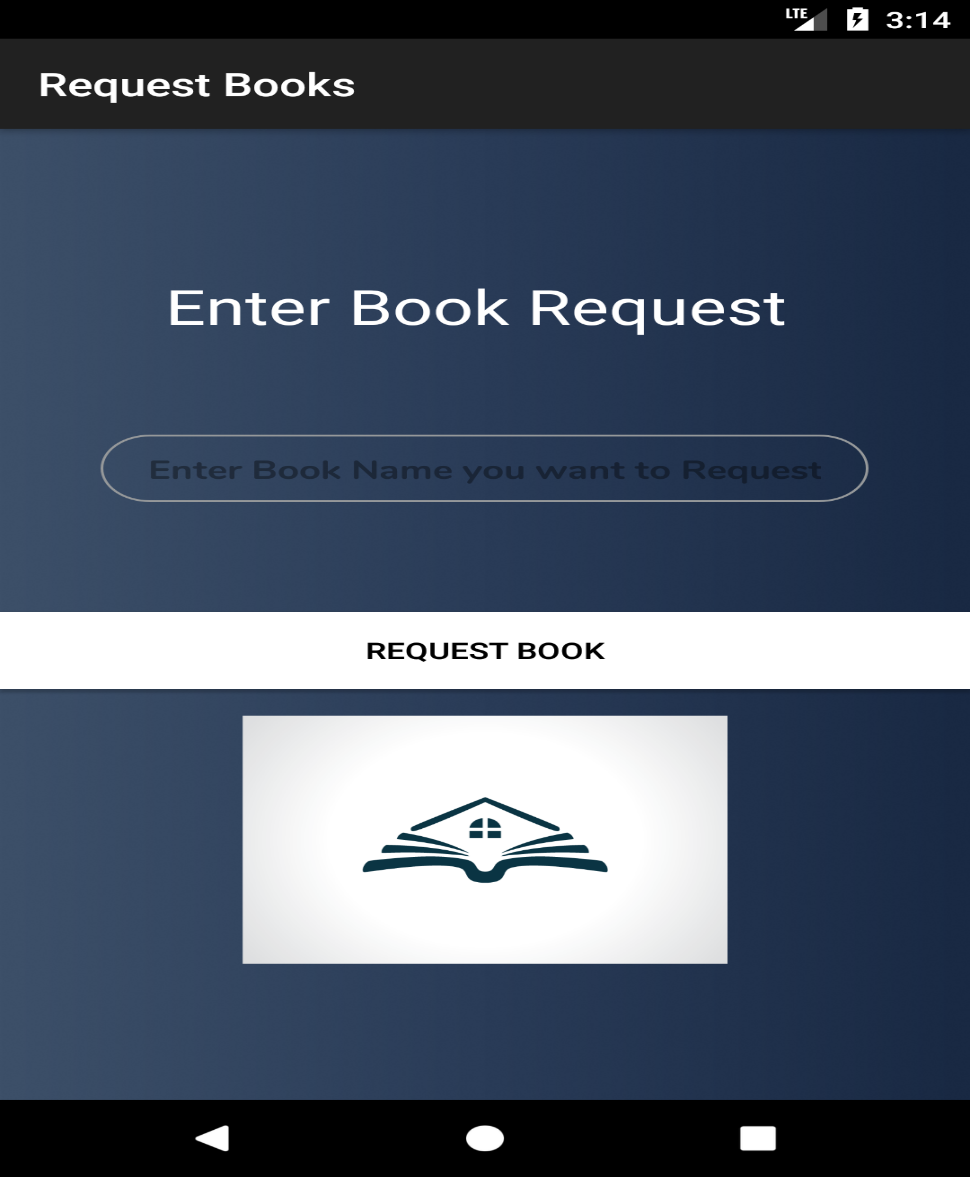 LTE 3:14
Request Books
Enter Book Request
Enter Book Name you want to Request
REQUEST BOOK